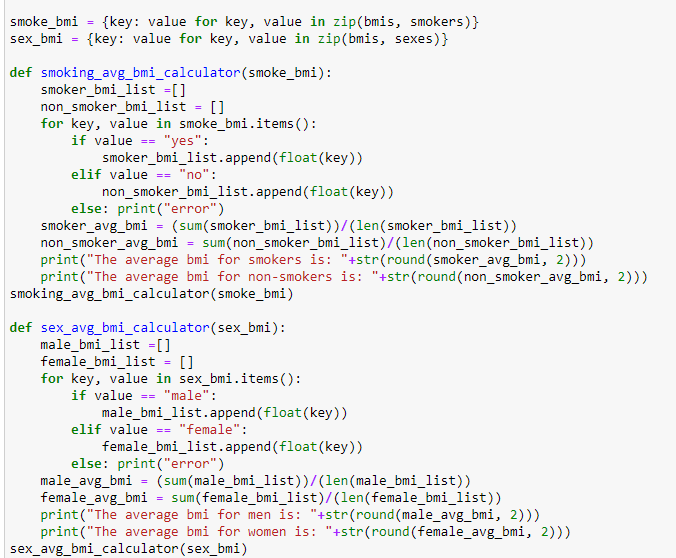 smoke_bmi = {key: value for key, value in zip(bmis, smokers)}
sex_bmi = {key: value for key, value in zip(bmis, sexes)}

def smoking_avg_bmi_calculator(smoke_bmi):
    smoker_bmi_list =[]
    non_smoker_bmi_list = []
    for key, value in smoke_bmi.items():
        if value == "yes":
            smoker_bmi_list.append(float(key))
        elif value == "no":
            non_smoker_bmi_list.append(float(key))
        else: print("error")
    smoker_avg_bmi = (sum(smoker_bmi_list))/(len(smoker_bmi_list))
    non_smoker_avg_bmi = sum(non_smoker_bmi_list)/(len(non_smoker_bmi_list))
    print("The average bmi for smokers is: "+str(round(smoker_avg_bmi, 2)))
    print("The average bmi for non-smokers is: "+str(round(non_smoker_avg_bmi, 2)))
smoking_avg_bmi_calculator(smoke_bmi)

def sex_avg_bmi_calculator(sex_bmi):
    male_bmi_list =[]
    female_bmi_list = []
    for key, value in sex_bmi.items():
        if value == "male":
            male_bmi_list.append(float(key))
        elif value == "female":
            female_bmi_list.append(float(key))
        else: print("error")
    male_avg_bmi = (sum(male_bmi_list))/(len(male_bmi_list))
    female_avg_bmi = sum(female_bmi_list)/(len(female_bmi_list))
    print("The average bmi for men is: "+str(round(male_avg_bmi, 2)))
    print("The average bmi for women is: "+str(round(female_avg_bmi, 2)))
sex_avg_bmi_calculator(sex_bmi)